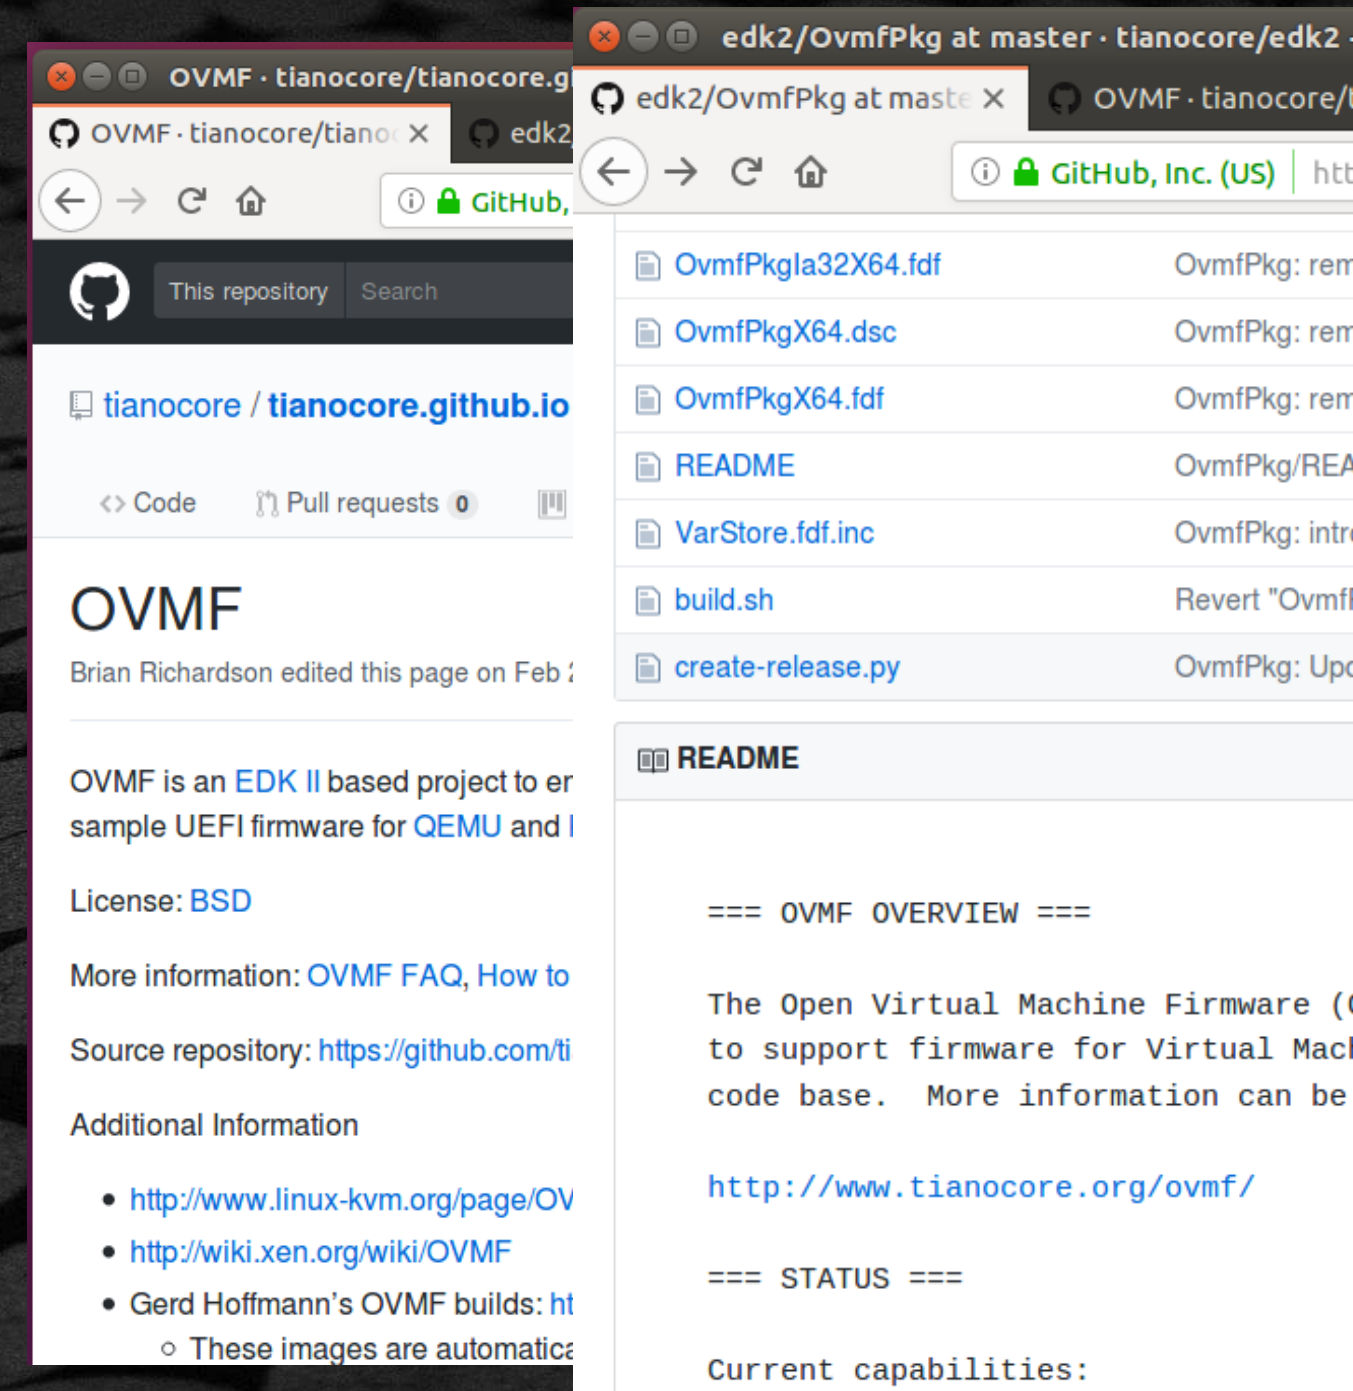 OVMF · tianocore/tianocore.g
OVMF · tianocore/tiano
edk2
GitHub,
This repository
Search
tianocore / tianocore.github.io
<> Code
Pull requests 0
OVMF
Brian Richardson edited this page on Feb
OVMF is an EDK II based project to
sample UEFI firmware for QEMU and
License: BSD
More information: OVMF FAQ, How to
Source repository: https://github.com/ti
Additional Information
• http://www.linux-kvm.org/page/OV
• http://wiki.xen.org/wiki/OVMF
• Gerd Hoffmann's OVMF builds: ht
○ These images are automatica
edk2/OvmfPkg at master · tianocore/edk2 -
edk2/OvmfPkg at maste
OVMF · tianocore/t
GitHub, Inc. (US)
htt
OvmfPkgIa32X64.fdf
OvmfPkg: rem
OvmfPkgX64.dsc
OvmfPkg: rem
OvmfPkgX64.fdf
OvmfPkg: rem
README
OvmfPkg/REA
VarStore.fdf.inc
OvmfPkg: intr
build.sh
Revert "Ovmf
create-release.py
OvmfPkg: Upd
README
=== OVMF OVERVIEW ===
The Open Virtual Machine Firmware (
to support firmware for Virtual Mach
code base.  More information can be
http://www.tianocore.org/ovmf/
=== STATUS ===
Current capabilities: